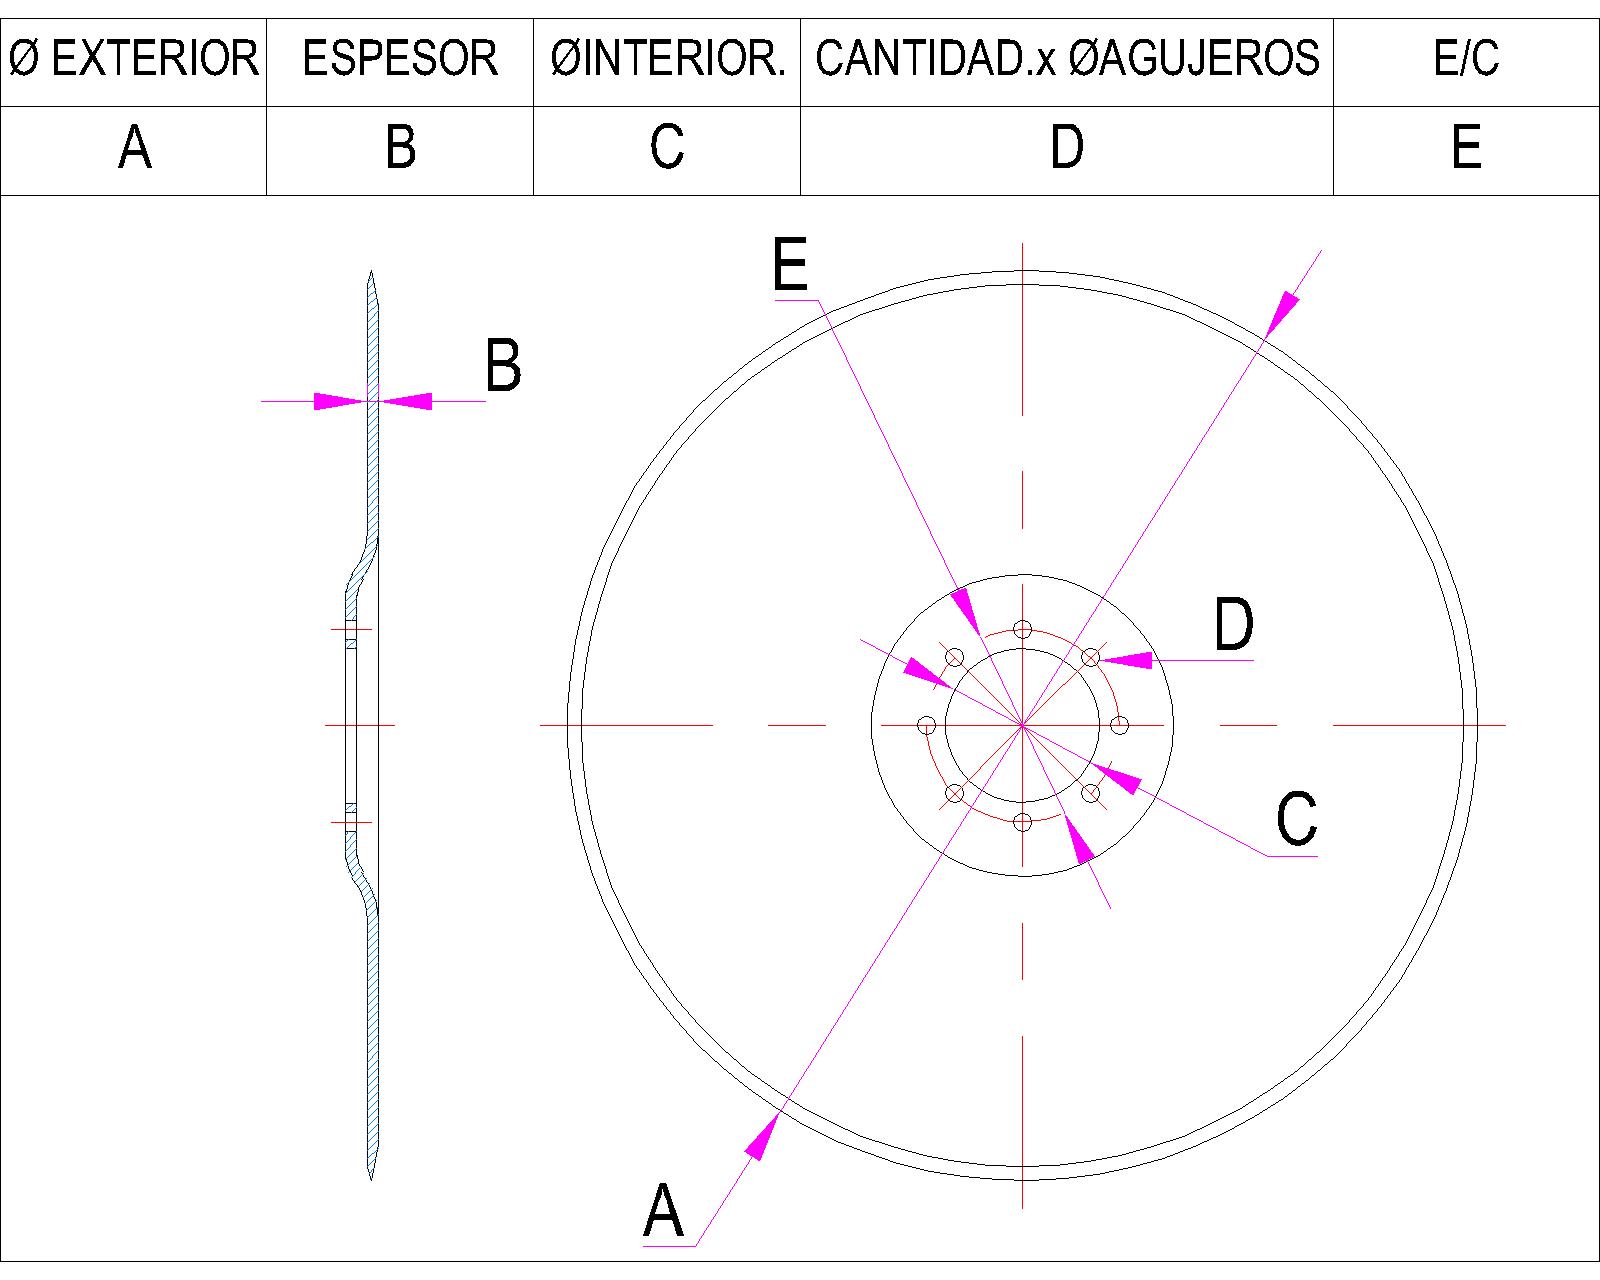 Ø EXTERIOR ESPESOR ØINTERIOR. CANTIDAD.x ØAGUJEROS E/C
A B C D E
E
B
D
C
A